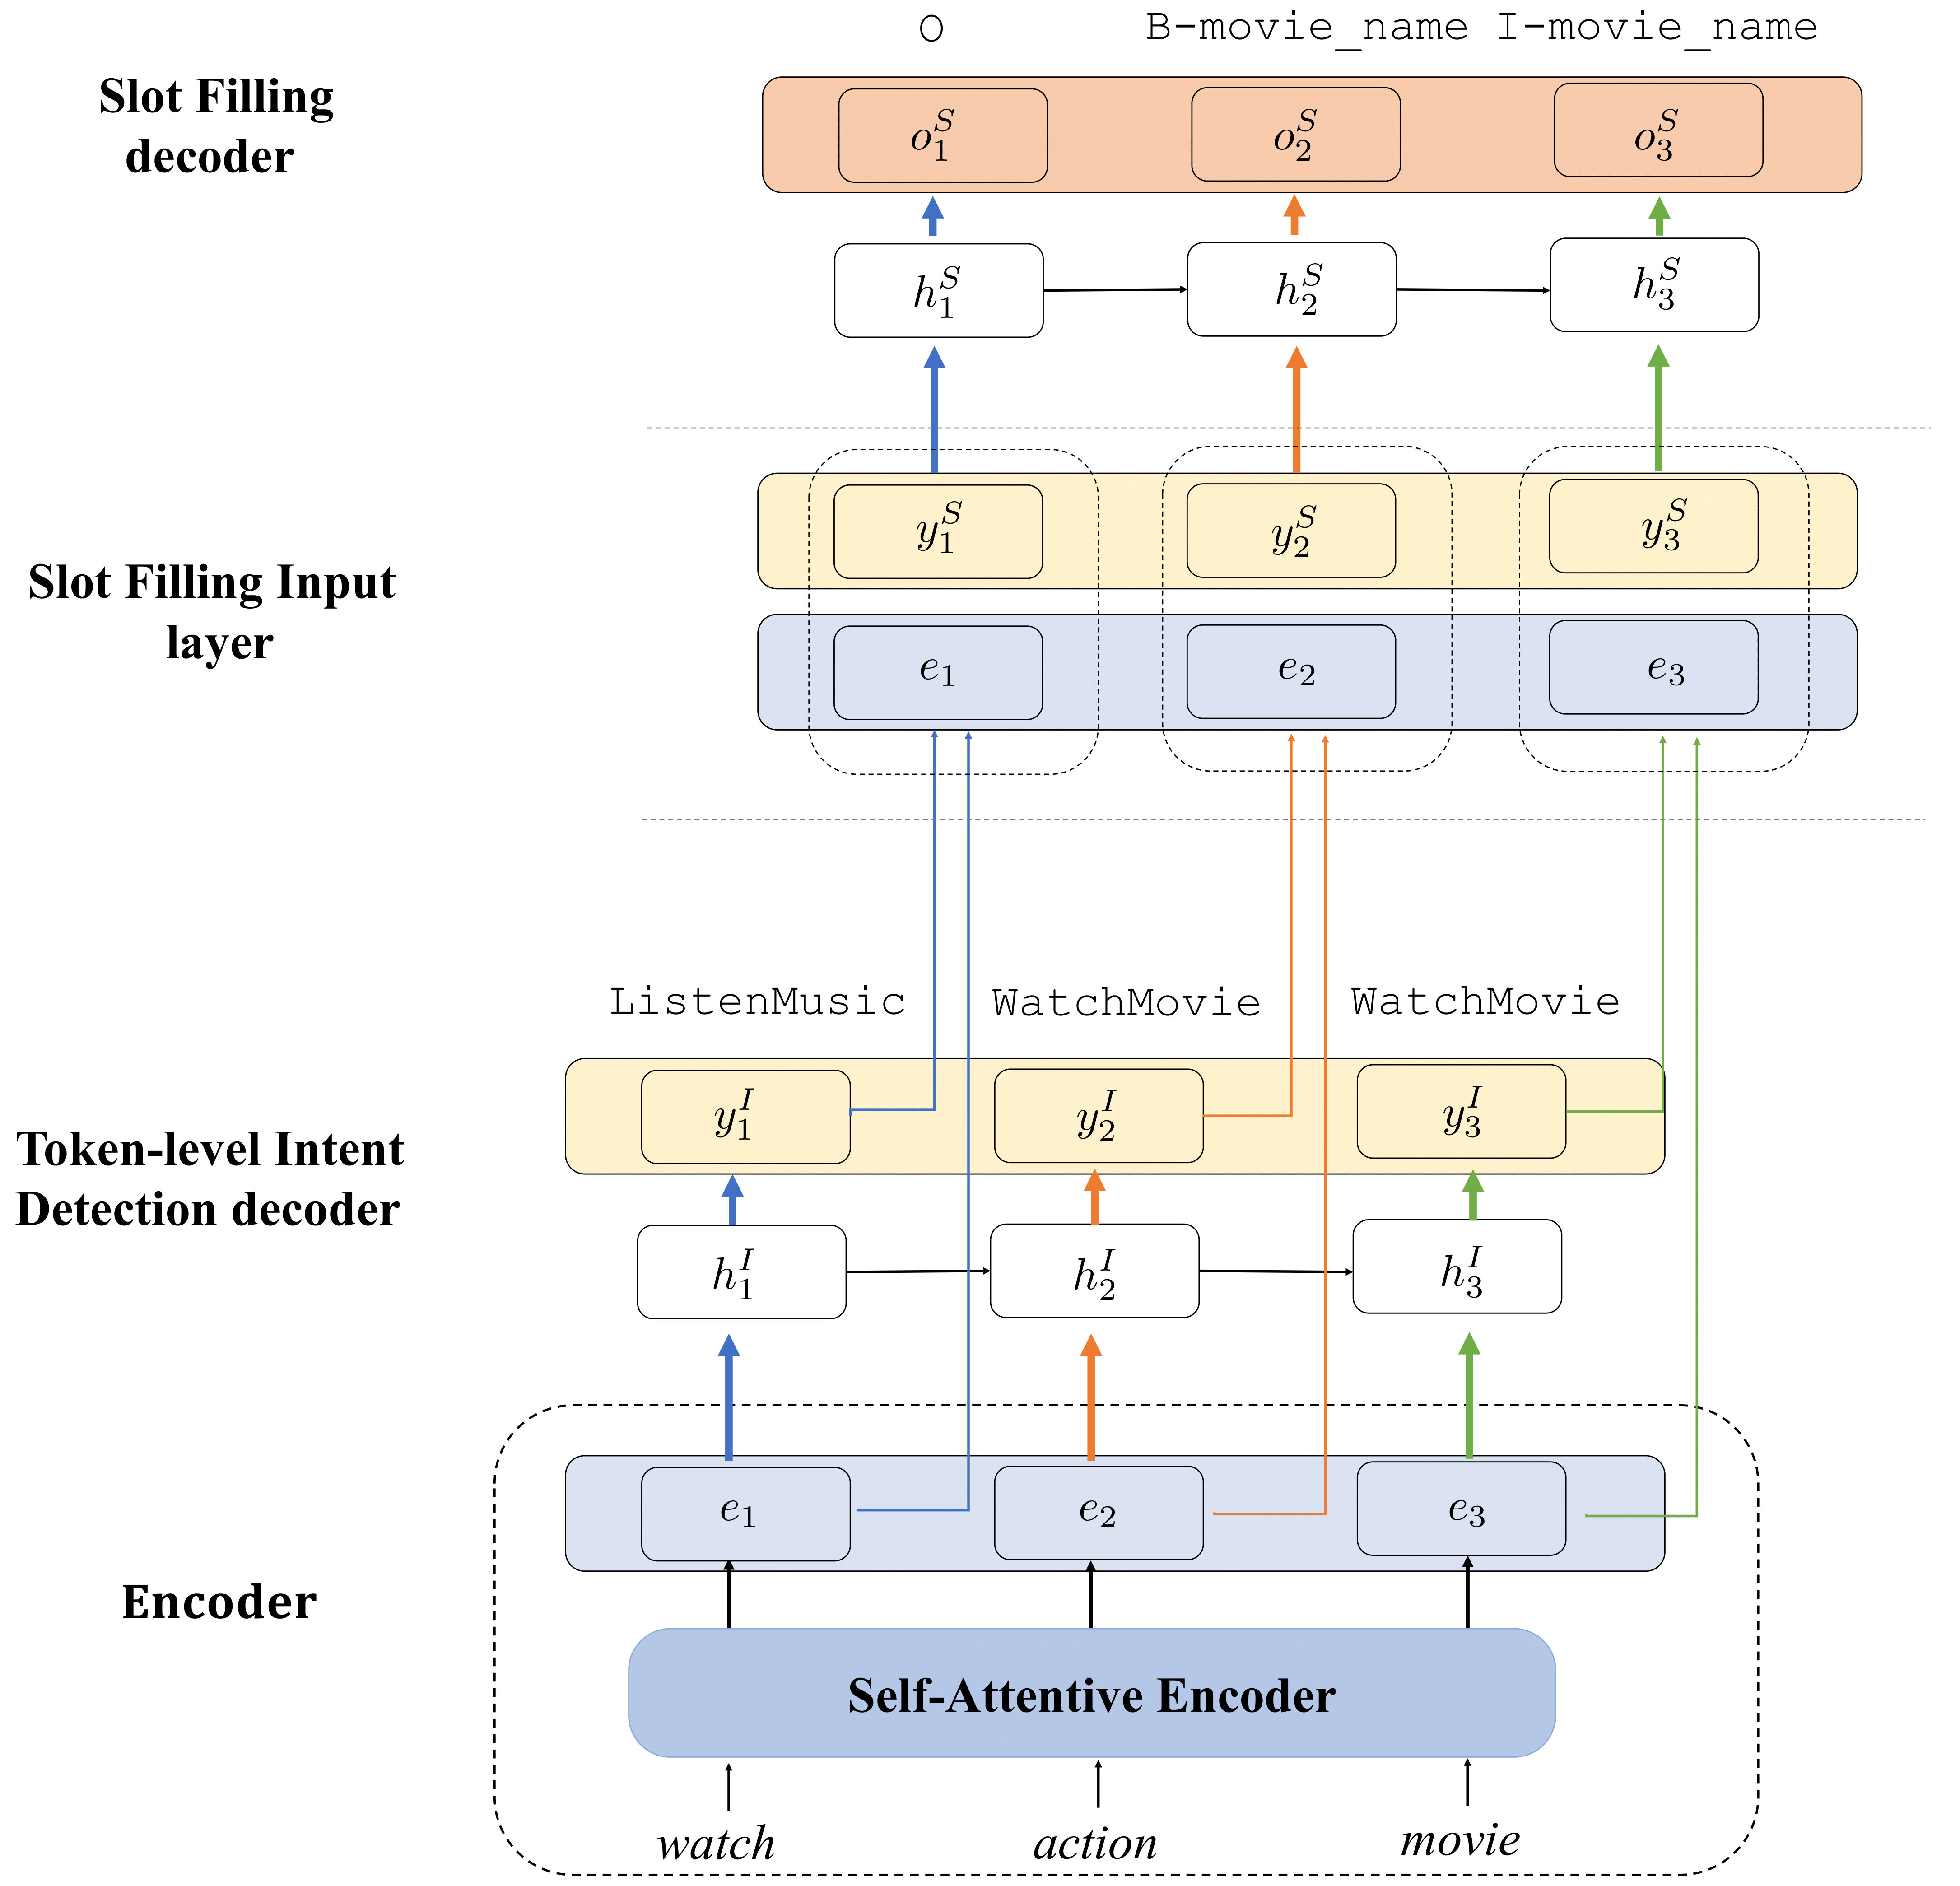 O B-movie_name I-movie_name
Slot Filling
decoder
o_1^S o_2^S o_3^S
h_1^S h_2^S h_3^S
Slot Filling Input
layer
y_1^S y_2^S y_3^S
e_1 e_2 e_3
ListenMusic WatchMovie WatchMovie
Token-level Intent
Detection decoder
y_1^I y_2^I y_3^I
h_1^I h_2^I h_3^I
Encoder
e_1 e_2 e_3
Self-Attentive Encoder
watch action movie